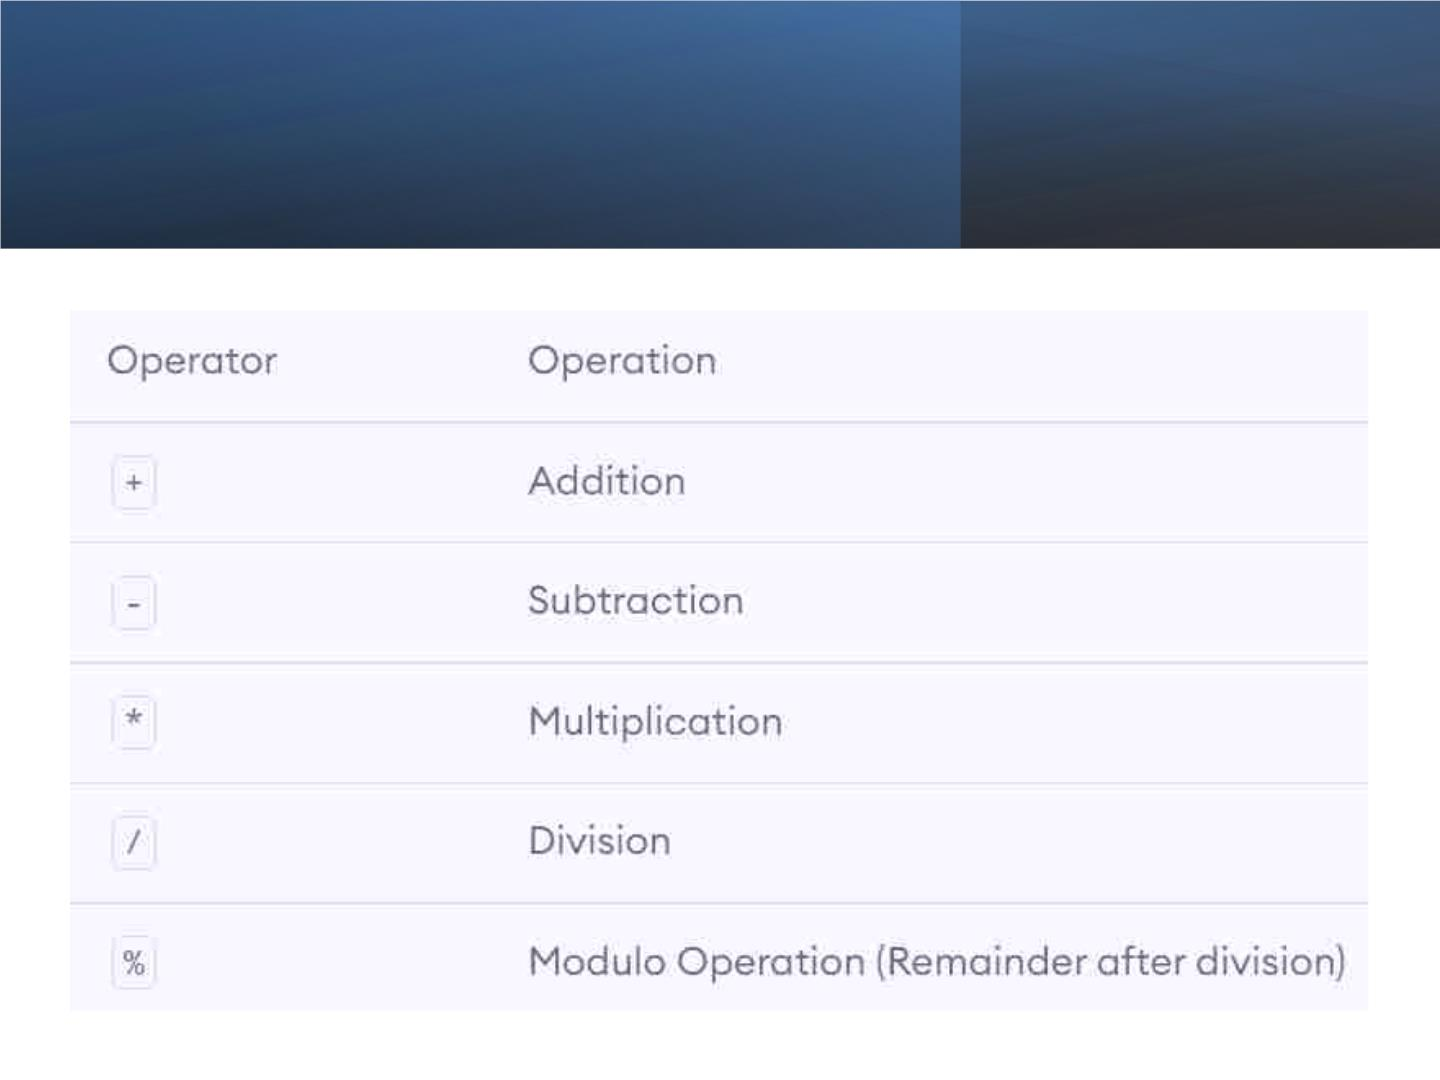 Operator Operation
+ Addition
- Subtraction
* Multiplication
/ Division
% Modulo Operation (Remainder after division)